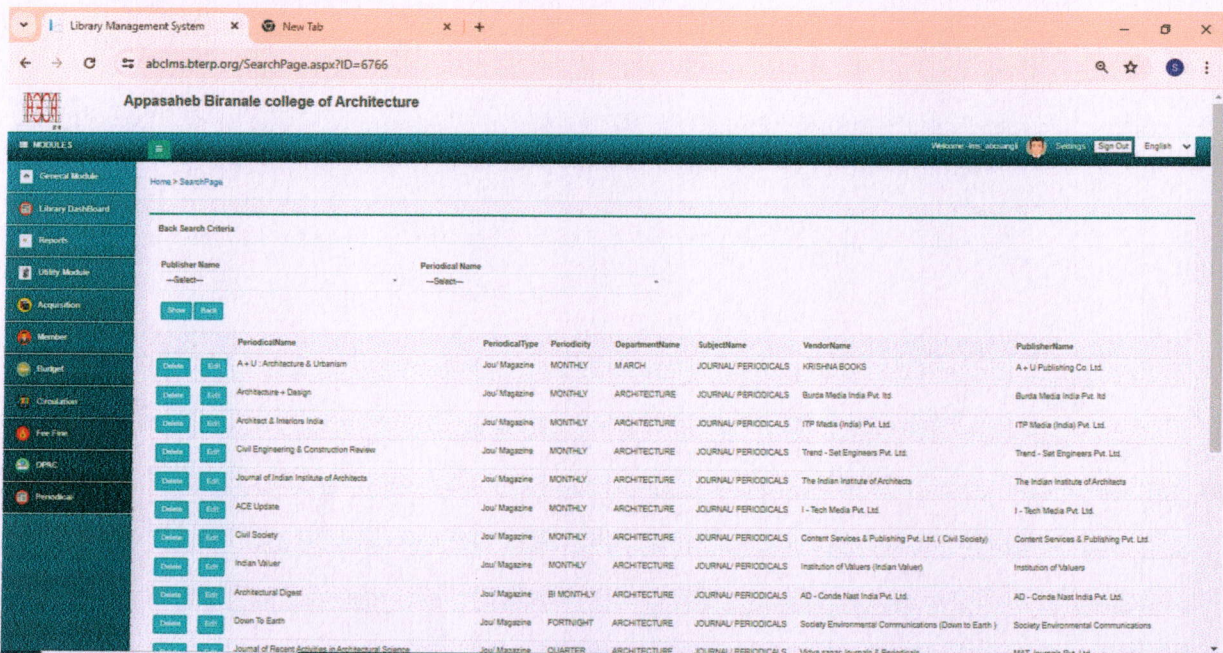 Library Management System
New Tab
abclms.bterp.org/SearchPage.aspx?ID=6766
S
Appasaheb Biranale college of Architecture
MODULES
Settings Sign Out English
General Module
Library DashBoard
Reports
Utility Module
Acquisition
Member
Budget
Circulation
Fee Fine
OPAC
Periodical
Home > SearchPage
Back Search Criteria
Publisher Name Periodical Name
---Select--- ---Select---
Show Back
PeriodicalName PeriodicalType Periodicity DepartmentName SubjectName VendorName PublisherName
Delete Edit A + U : Architecture & Urbanism Jou/ Magazine MONTHLY M ARCH JOURNAL/ PERIODICALS KRISHNA BOOKS A + U Publishing Co. Ltd.
Delete Edit Architecture + Design Jou/ Magazine MONTHLY ARCHITECTURE JOURNAL/ PERIODICALS Burda Media India Pvt. ltd Burda Media India Pvt. ltd
Delete Edit Architect & Interiors India Jou/ Magazine MONTHLY ARCHITECTURE JOURNAL/ PERIODICALS ITP Media (India) Pvt. Ltd. ITP Media (India) Pvt. Ltd.
Delete Edit Civil Engineering & Construction Review Jou/ Magazine MONTHLY ARCHITECTURE JOURNAL/ PERIODICALS Trend - Set Engineers Pvt. Ltd. Trend - Set Engineers Pvt. Ltd.
Delete Edit Journal of Indian Institute of Architects Jou/ Magazine MONTHLY ARCHITECTURE JOURNAL/ PERIODICALS The Indian Institute of Architects The Indian Institute of Architects
Delete Edit ACE Update Jou/ Magazine MONTHLY ARCHITECTURE JOURNAL/ PERIODICALS I - Tech Media Pvt. Ltd. I - Tech Media Pvt. Ltd.
Delete Edit Civil Society Jou/ Magazine MONTHLY ARCHITECTURE JOURNAL/ PERIODICALS Content Services & Publishing Pvt. Ltd. ( Civil Society) Content Services & Publishing Pvt. Ltd.
Delete Edit Indian Valuer Jou/ Magazine MONTHLY ARCHITECTURE JOURNAL/ PERIODICALS Institution of Valuers (Indian Valuer) Institution of Valuers
Delete Edit Architectural Digest Jou/ Magazine BI MONTHLY ARCHITECTURE JOURNAL/ PERIODICALS AD - Conde Nast India Pvt. Ltd. AD - Conde Nast India Pvt. Ltd.
Delete Edit Down To Earth Jou/ Magazine FORTNIGHT ARCHITECTURE JOURNAL/ PERIODICALS Society Environmental Communications (Down to Earth ) Society Environmental Communications
Journal of Recent Activities in Architectural Science Jou/ Magazine QUARTER ARCHITECTURE JOURNAL/ PERIODICALS Journals & Periodicals MAT Journals Pvt. Ltd.